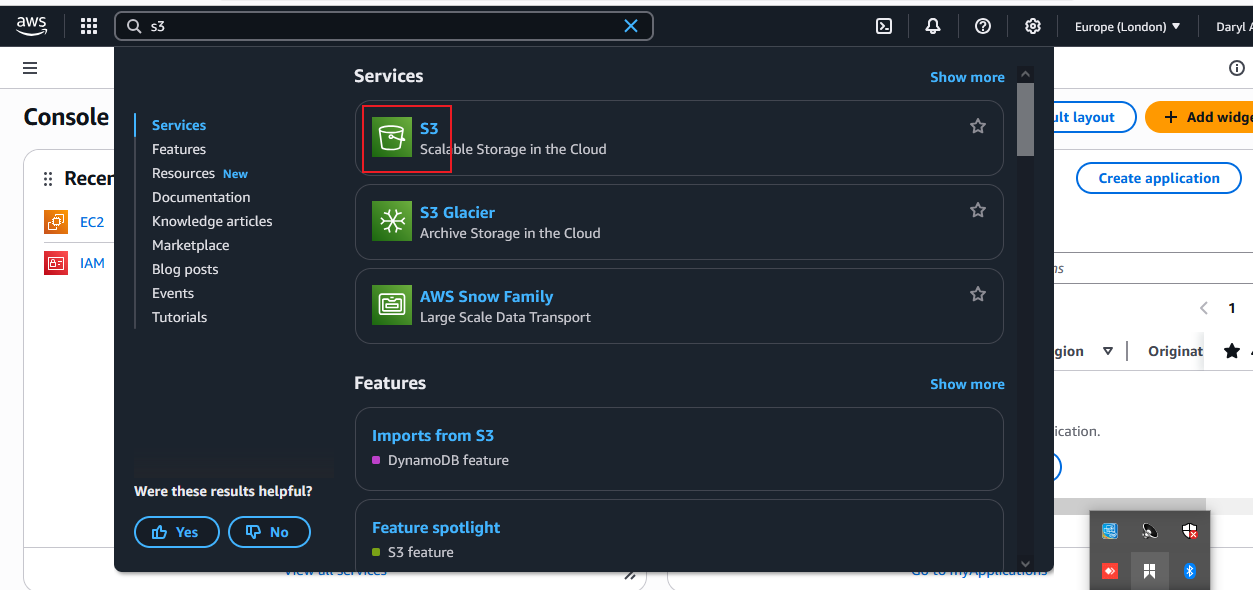 aws
s3
Europe (London)
Daryl A
Console
Recen
EC2
IAM
Services
Features
Resources New
Documentation
Knowledge articles
Marketplace
Blog posts
Events
Tutorials
Were these results helpful?
Yes
No
Services
Show more
S3
Scalable Storage in the Cloud
S3 Glacier
Archive Storage in the Cloud
AWS Snow Family
Large Scale Data Transport
Features
Show more
Imports from S3
DynamoDB feature
Feature spotlight
S3 feature
ult layout
Add widge
Create application
ns
1
gion
Originat
ication.
View all services
Go to myApplications